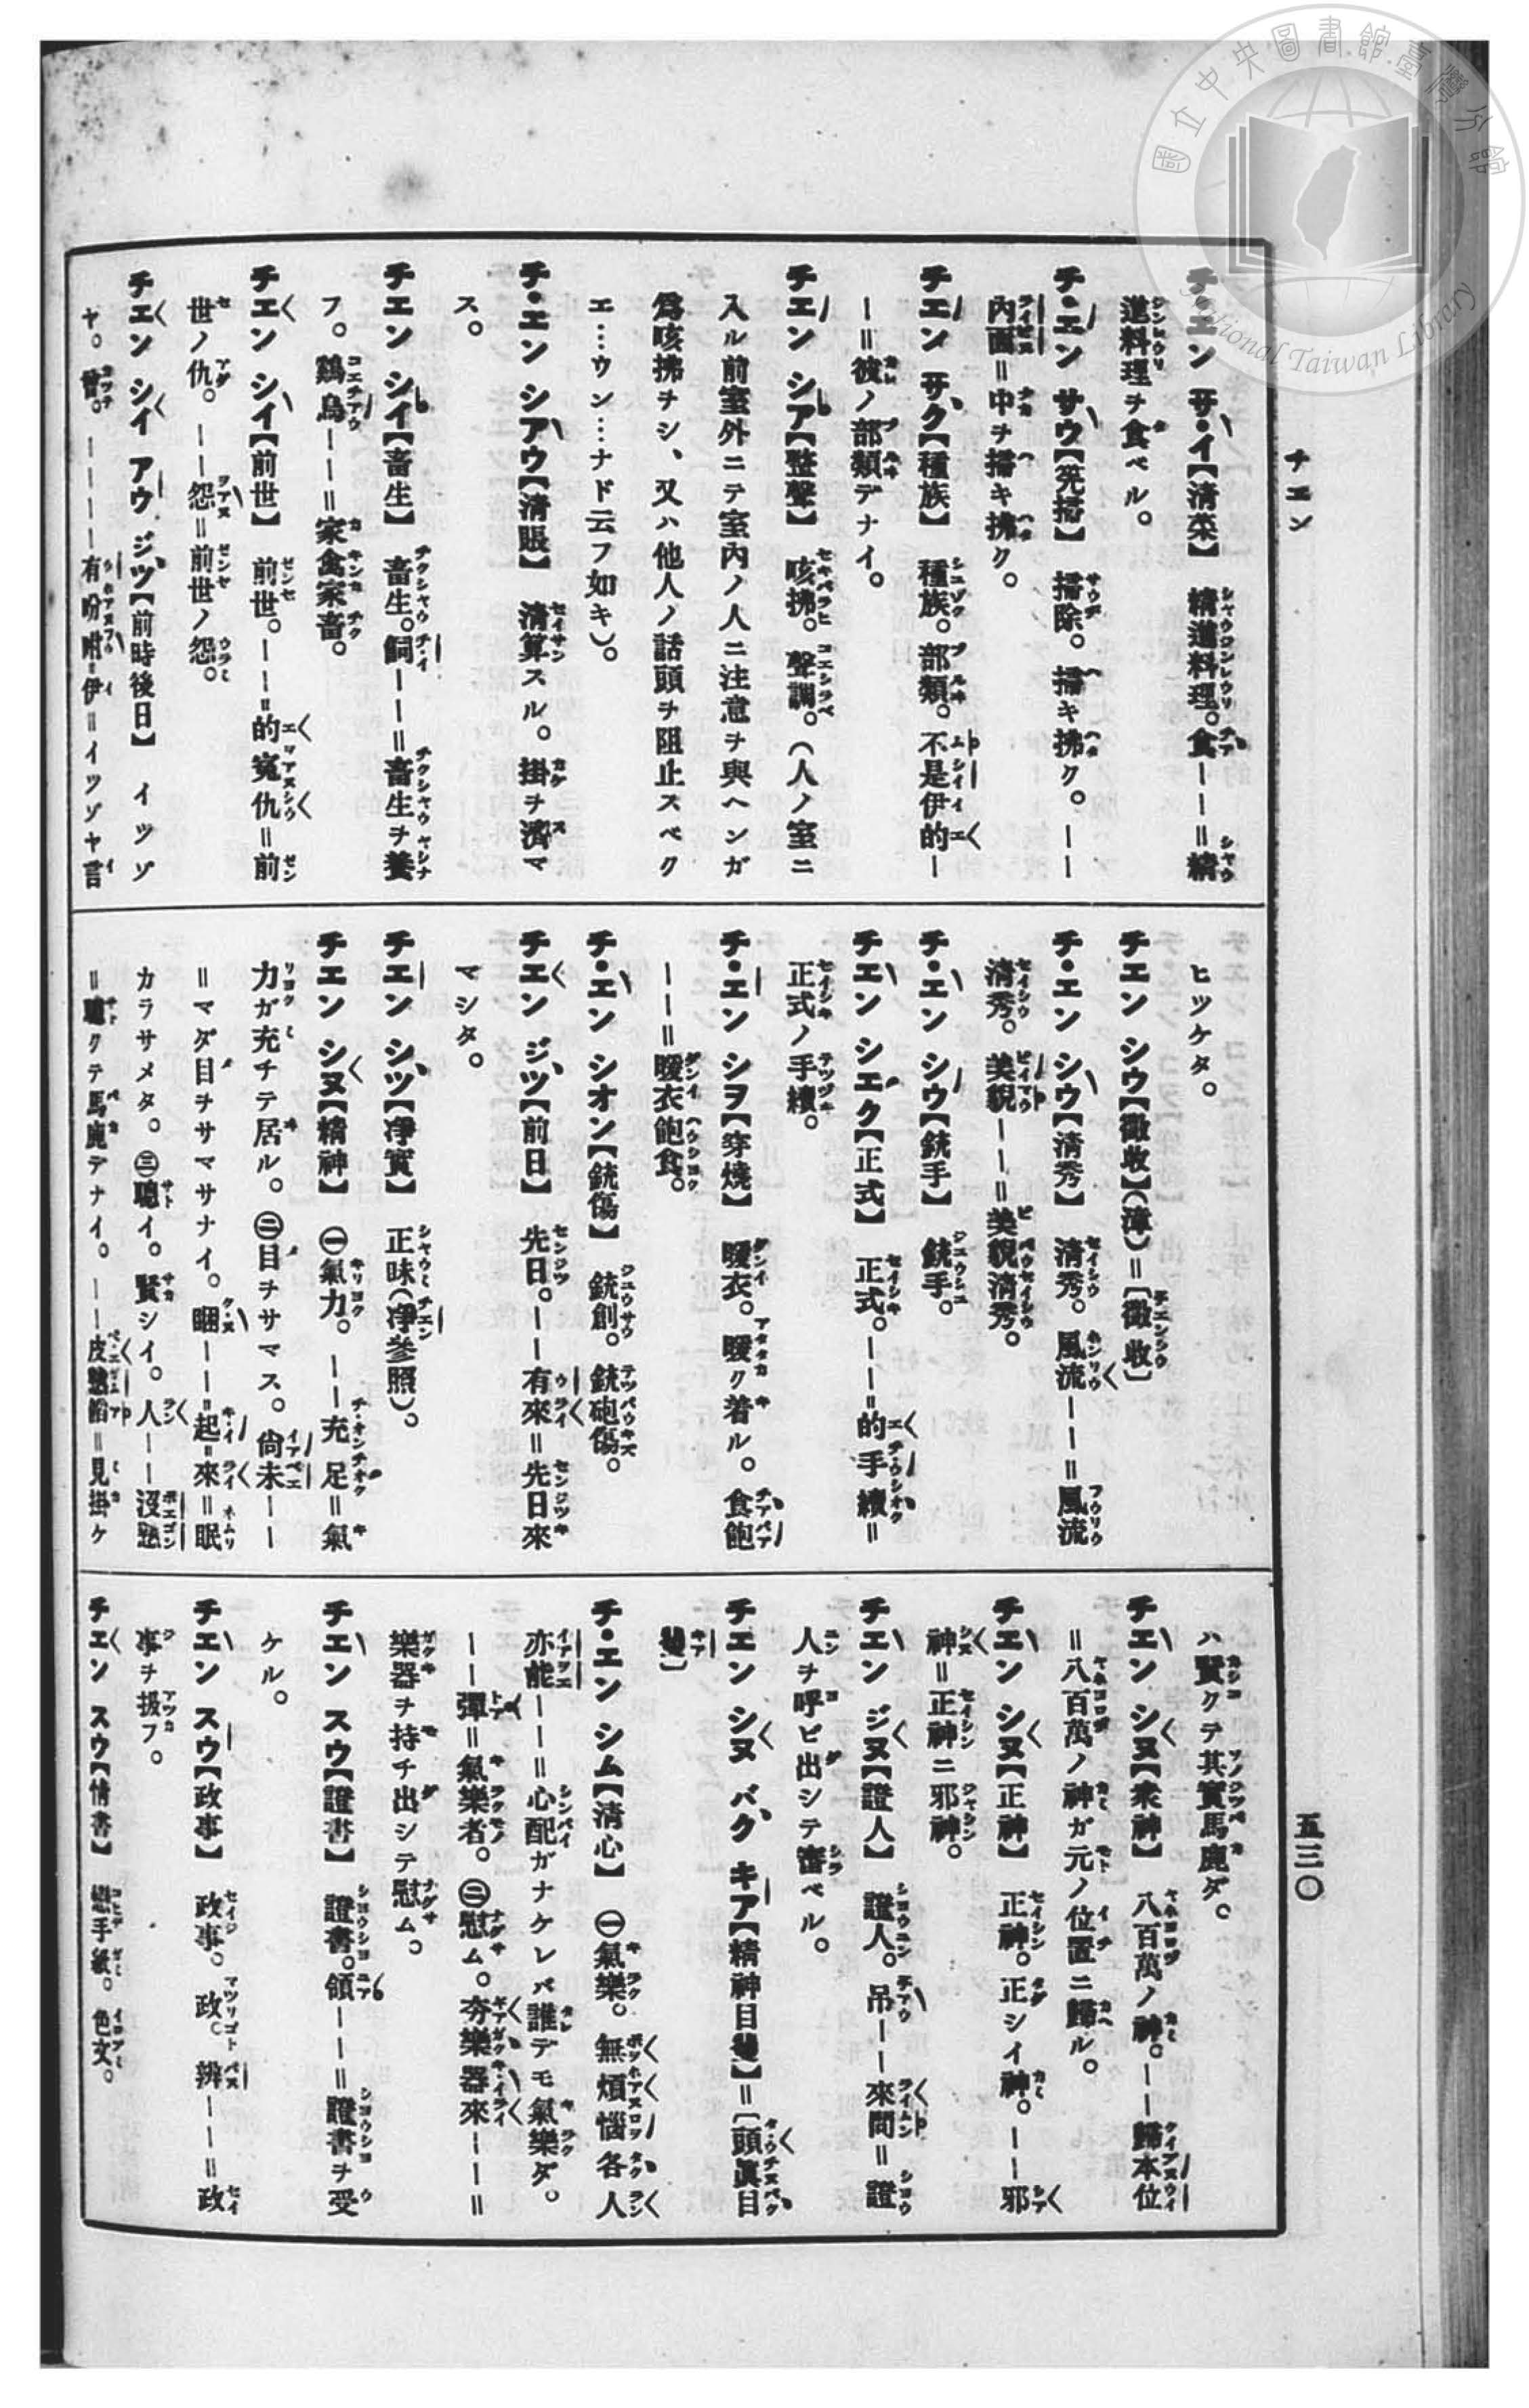 國立中央圖書館臺灣分館
National Taiwan Library
チエン
五三〇
チ・エン サ・イ【清菜】 精進料理。食ーー=精
進料理ヲ食ベル。
チ・エン サウ【筅掃】 掃除。掃キ拂ク。ーー
內面=中ヲ掃キ拂ク。
チエン サク【種族】 種族。部類。不是伊的ー
ー=彼ノ部類デナイ。
チエン シア【整聲】 咳拂。聲調。(人ノ室ニ
入ル前室外ニテ室內ノ人ニ注意ヲ與ヘンガ
爲咳拂ヲシ、又ハ他人ノ話頭ヲ阻止スベク
エ…ウン…ナド云フ如キ)。
チ・エン シアウ【清賬】 清算スル。掛ヲ濟マ
ス。
チエン シイ【畜生】 畜生。飼ーー=畜生ヲ養
フ。鷄鳥ーー=家禽家畜。
チエン シイ【前世】 前世。ーー=的寃仇=前
世ノ仇。ーー怨=前世ノ怨。
チエン シイ アウ ジツ【前時後日】 イツゾ
ヤ。曾。ーーーー有吩咐伊=イツゾヤ言
ヒツケタ。
チエン シウ【徵收】(漳)=〔徵收〕
チ・エン シウ【清秀】 清秀。風流ーー=風流
清秀。美貌ーー=美貌清秀。
チ・エン シウ【銃手】 銃手。
チエン シエク【正式】 正式。ーー=的手續=
正式ノ手續。
チ・エン シヲ【穿燒】 暖衣。暖ク着ル。食飽
ーー=暖衣飽食。
チ・エン シオン【銃傷】 銃創。銃砲傷。
チエン ジツ【前日】 先日。ーー有來=先日來
マシタ。
チエン シツ【凈實】 正味(凈參照)。
チエン シヌ【精神】 ㊀氣力。ーー充足=氣
力ガ充チテ居ル。㊁目ヲサマス。尙未ーー
=マダ目ヲサマサナイ。睏ーー=起來=眠
カラサメタ。㊂聰イ。賢シイ。人ーー沒憨
=聰クテ馬鹿デナイ。ーー皮憨餡=見掛ケ
ハ賢クテ其實馬鹿ダ。
チエン シヌ【衆神】 八百萬ノ神。ーー歸本位
=八百萬ノ神ガ元ノ位置ニ歸ル。
チエン シヌ【正神】 正神。正シイ神。ーー邪
神=正神ニ邪神。
チエン ジヌ【證人】 證人。吊ーー來問=證
人ヲ呼ビ出シテ審ベル。
チエン シヌ バク キア【精神目】=〔頭眞目
〕
チ・エン シム【清心】 ㊀氣樂。無煩惱各人
亦能ーー=心配ガナケレバ誰デモ氣樂ダ。
ーー彈=氣樂者。㊁慰ム。夯樂器來ーー=
樂器ヲ持チ出シテ慰ム。
チエン スウ【證書】 證書。領ーー=證書ヲ受
ケル。
チエン スウ【政事】 政事。政。辨ーー=政
事ヲ扱フ。
チエン スウ【情書】 戀手紙。色文。